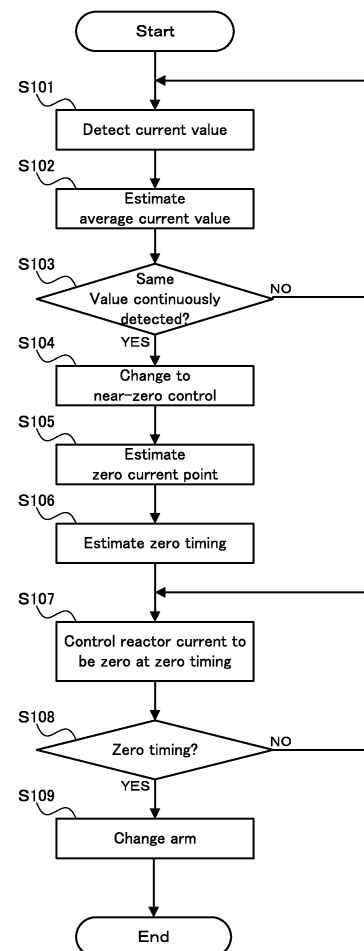 Start
S101
Detect current value
S102
Estimate
average current value
S103
Same
Value continuously
detected?
NO
YES
S104
Change to
near-zero control
S105
Estimate
zero current point
S106
Estimate zero timing
S107
Control reactor current to
be zero at zero timing
S108
Zero timing?
NO
YES
S109
Change arm
End